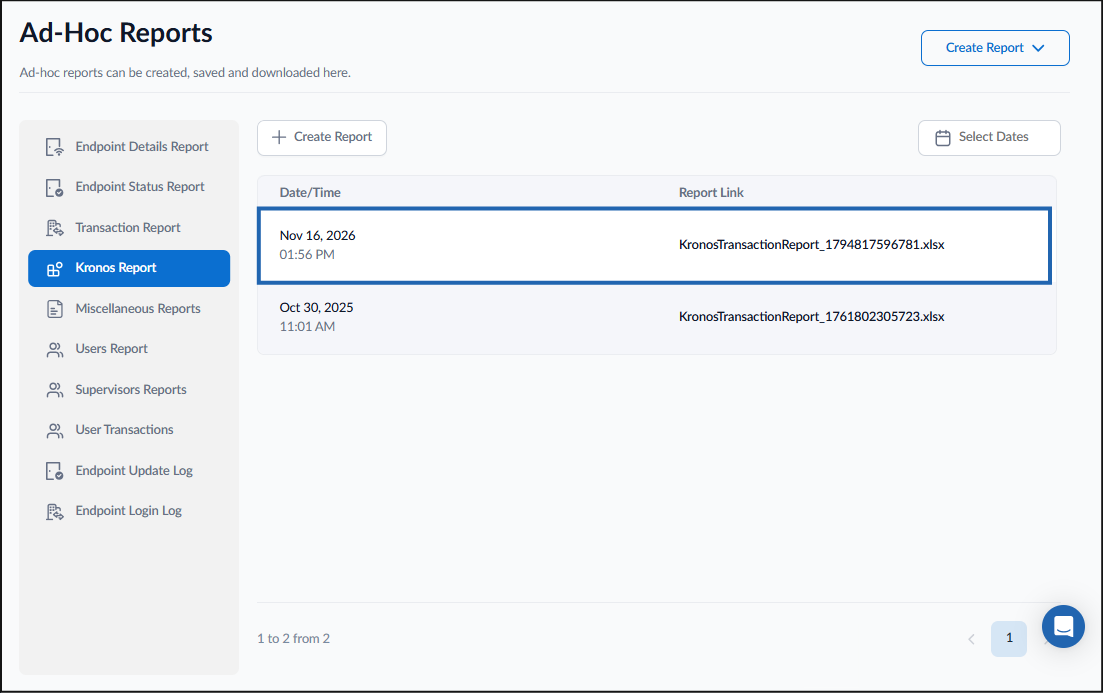 Ad-Hoc Reports
Create Report
Ad-hoc reports can be created, saved and downloaded here.
Endpoint Details Report
Endpoint Status Report
Transaction Report
Kronos Report
Miscellaneous Reports
Users Report
Supervisors Reports
User Transactions
Endpoint Update Log
Endpoint Login Log
Create Report
Select Dates
Date/Time Report Link
Nov 16, 2026
01:56 PM
KronosTransactionReport_1794817596781.xlsx
Oct 30, 2025
11:01 AM
KronosTransactionReport_1761802305723.xlsx
1 to 2 from 2
1